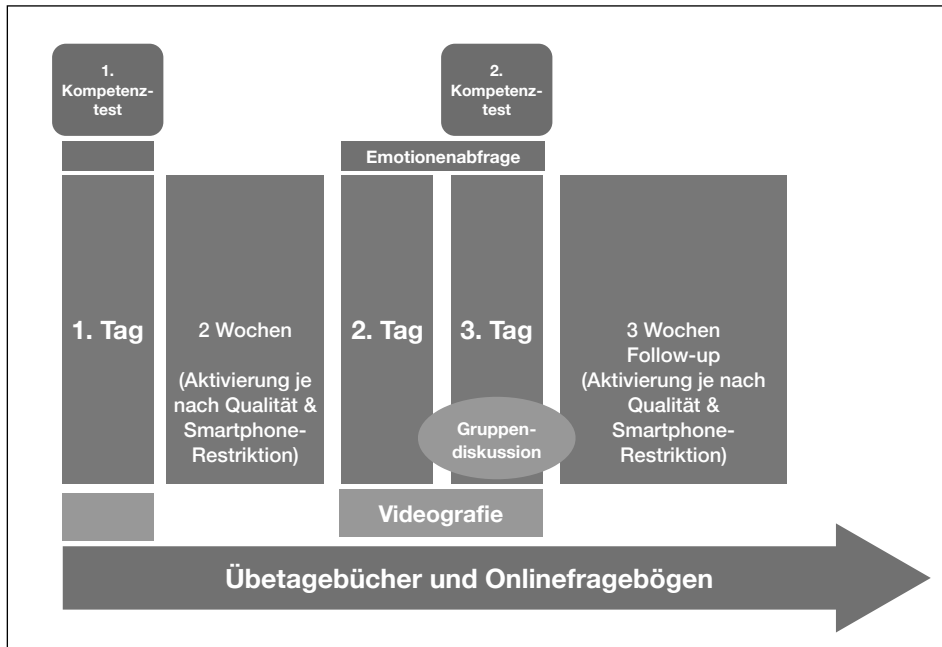 1.
Kompetenz-
test
2.
Kompetenz-
test
Emotionenabfrage
1. Tag
2 Wochen
(Aktivierung je
nach Qualität &
Smartphone-
Restriktion)
2. Tag
3. Tag
Gruppen-
diskussion
3 Wochen
Follow-up
(Aktivierung je nach
Qualität &
Smartphone-
Restriktion)
Videografie
Übetagebücher und Onlinefragebögen